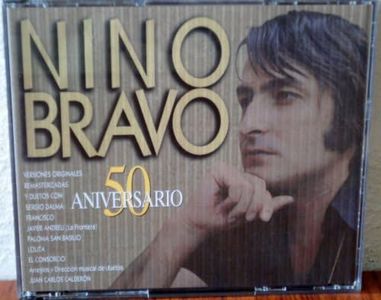 NINO
BRAVO
50
ANIVERSARIO
VERSIONES ORIGINALES
REMASTERIZADAS
Y DUETOS CON
SERGIO DALMA
FRANCISCO
JAVIER ANDREU (La Frontera)
PALOMA SAN BASILIO
LOLITA
EL CONSORCIO
Arreglos y Dirección musical de duetos
JUAN CARLOS CALDERÓN